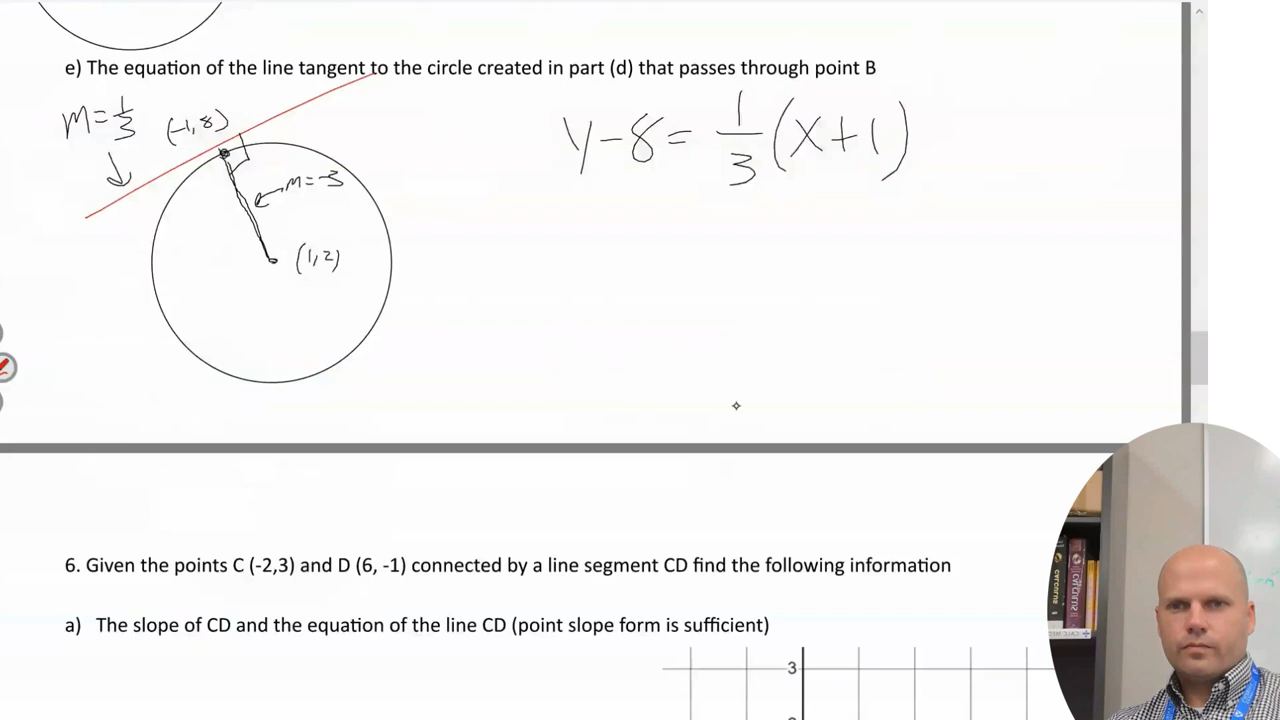 e) The equation of the line tangent to the circle created in part (d) that passes through point B
m = 1/3
(-1,8)
y-8 = 1/3 (x+1)
m=-3
(1,2)
6. Given the points C (-2,3) and D (6, -1) connected by a line segment CD find the following information
a) The slope of CD and the equation of the line CD (point slope form is sufficient)
3
CALCULUS